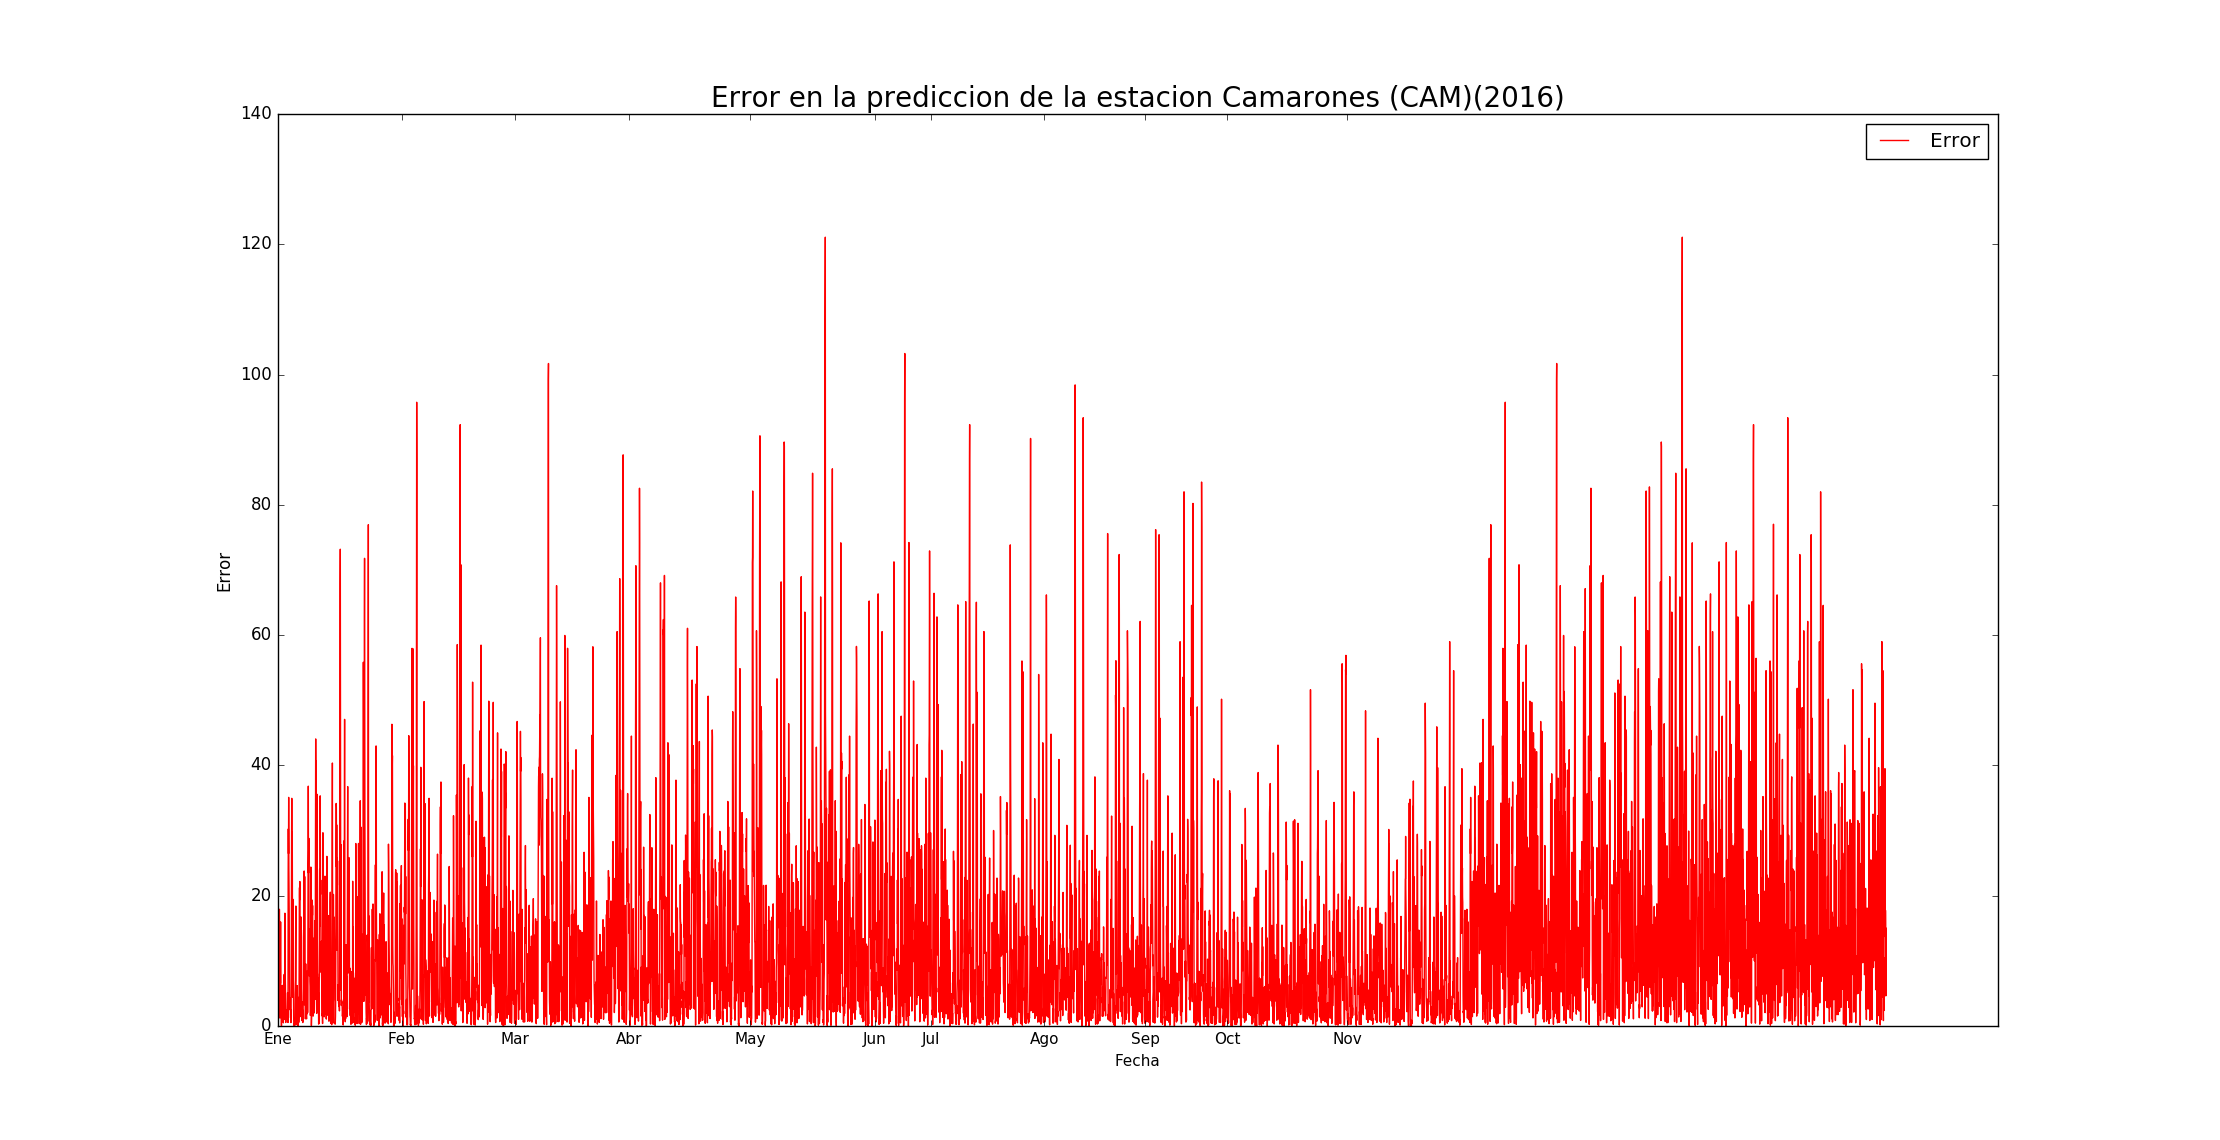 Error en la prediccion de la estacion Camarones (CAM)(2016)
140
120
100
80
60
40
20
0
Error
Error
Ene Feb Mar Abr May Jun Jul Ago Sep Oct Nov
Fecha